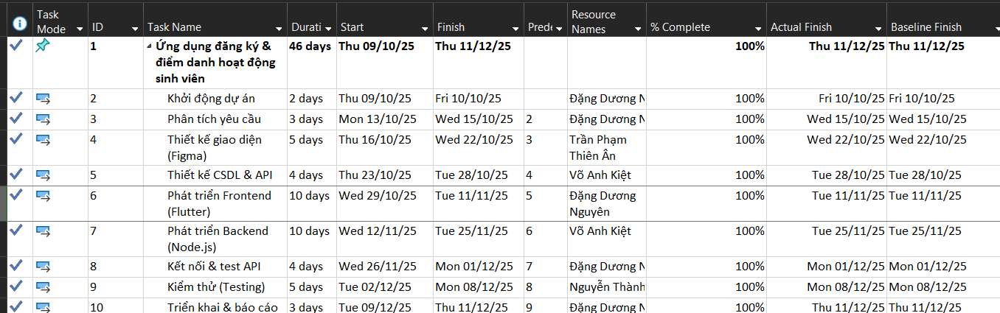 Task Mode ID Task Name Durati Start Finish Prede Resource Names % Complete Actual Finish Baseline Finish
1 Ứng dụng đăng ký & điểm danh hoạt động sinh viên 46 days Thu 09/10/25 Thu 11/12/25 100% Thu 11/12/25 Thu 11/12/25
2 Khởi động dự án 2 days Thu 09/10/25 Fri 10/10/25 Đặng Dương N 100% Fri 10/10/25 Fri 10/10/25
3 Phân tích yêu cầu 3 days Mon 13/10/25 Wed 15/10/25 2 Đặng Dương N 100% Wed 15/10/25 Wed 15/10/25
4 Thiết kế giao diện (Figma) 5 days Thu 16/10/25 Wed 22/10/25 3 Trần Phạm Thiên Ân 100% Wed 22/10/25 Wed 22/10/25
5 Thiết kế CSDL & API 4 days Thu 23/10/25 Tue 28/10/25 4 Võ Anh Kiệt 100% Tue 28/10/25 Tue 28/10/25
6 Phát triển Frontend (Flutter) 10 days Wed 29/10/25 Tue 11/11/25 5 Đặng Dương Nguyên 100% Tue 11/11/25 Tue 11/11/25
7 Phát triển Backend (Node.js) 10 days Wed 12/11/25 Tue 25/11/25 6 Võ Anh Kiệt 100% Tue 25/11/25 Tue 25/11/25
8 Kết nối & test API 4 days Wed 26/11/25 Mon 01/12/25 7 Đặng Dương N 100% Mon 01/12/25 Mon 01/12/25
9 Kiểm thử (Testing) 5 days Tue 02/12/25 Mon 08/12/25 8 Nguyễn Thành 100% Mon 08/12/25 Mon 08/12/25
10 Triển khai & báo cáo 3 days Tue 09/12/25 Thu 11/12/25 9 Đặng Dương N 100% Thu 11/12/25 Thu 11/12/25